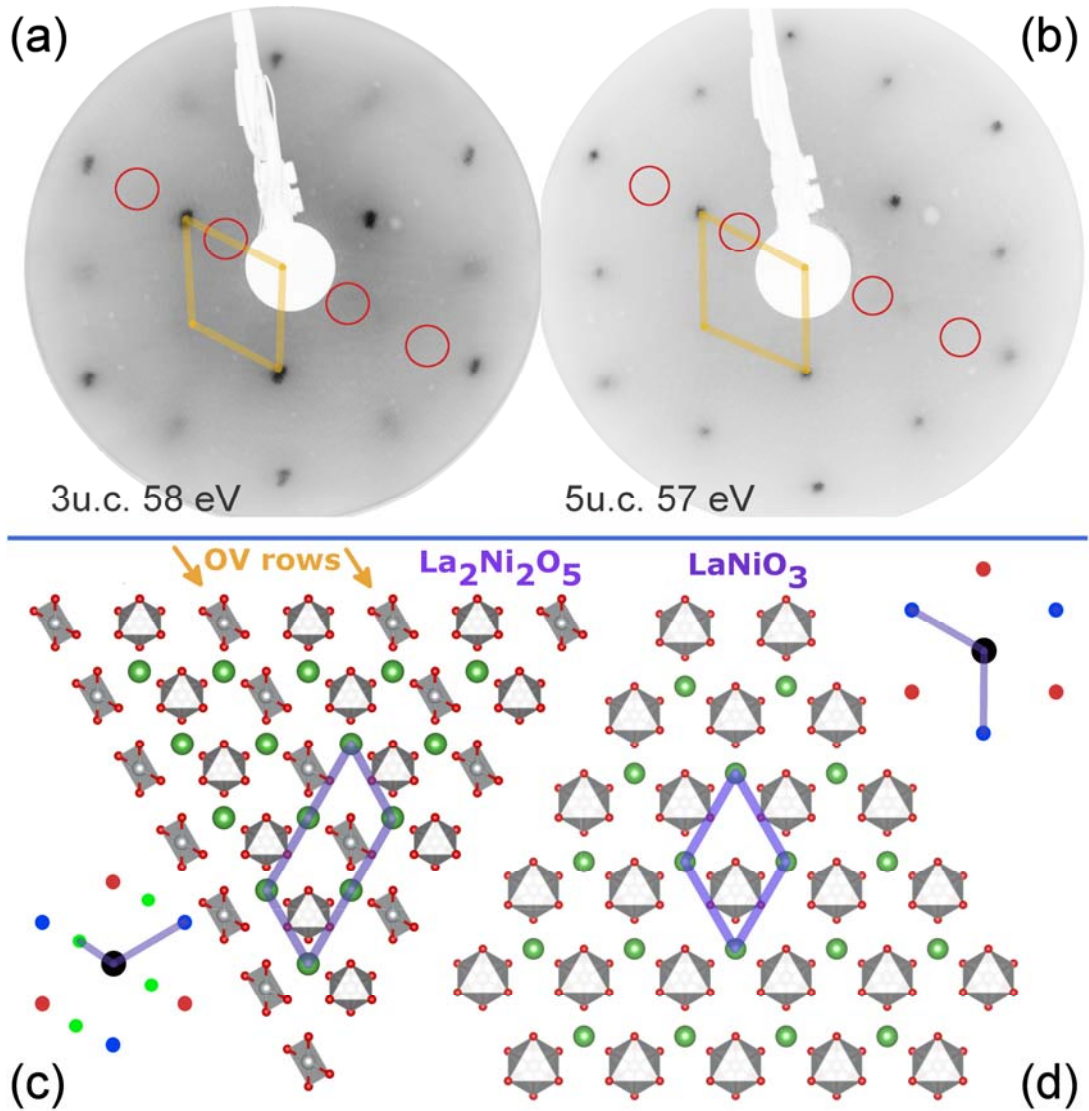 (a)
(b)
3u.c. 58 eV
5u.c. 57 eV
OV rows
La2Ni2O5
LaNiO3
(c)
(d)